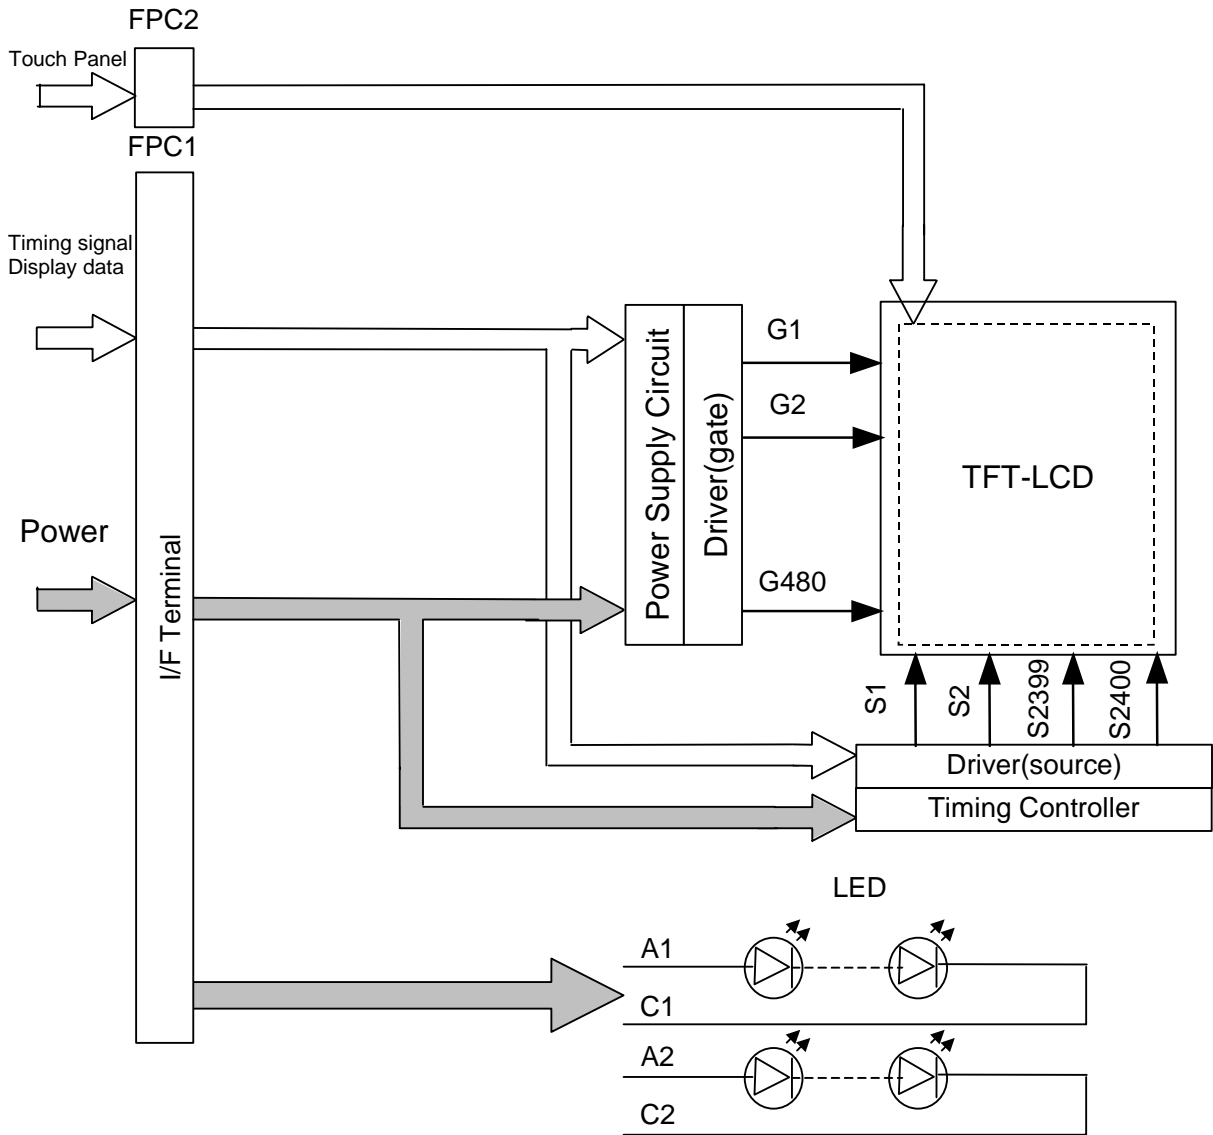 FPC2
Touch Panel
FPC1
Timing signal
Display data
Power
I/F Terminal
Power Supply Circuit
Driver(gate)
G1
G2
G480
TFT-LCD
S1
S2
S2399
S2400
Driver(source)
Timing Controller
LED
A1
C1
A2
C2